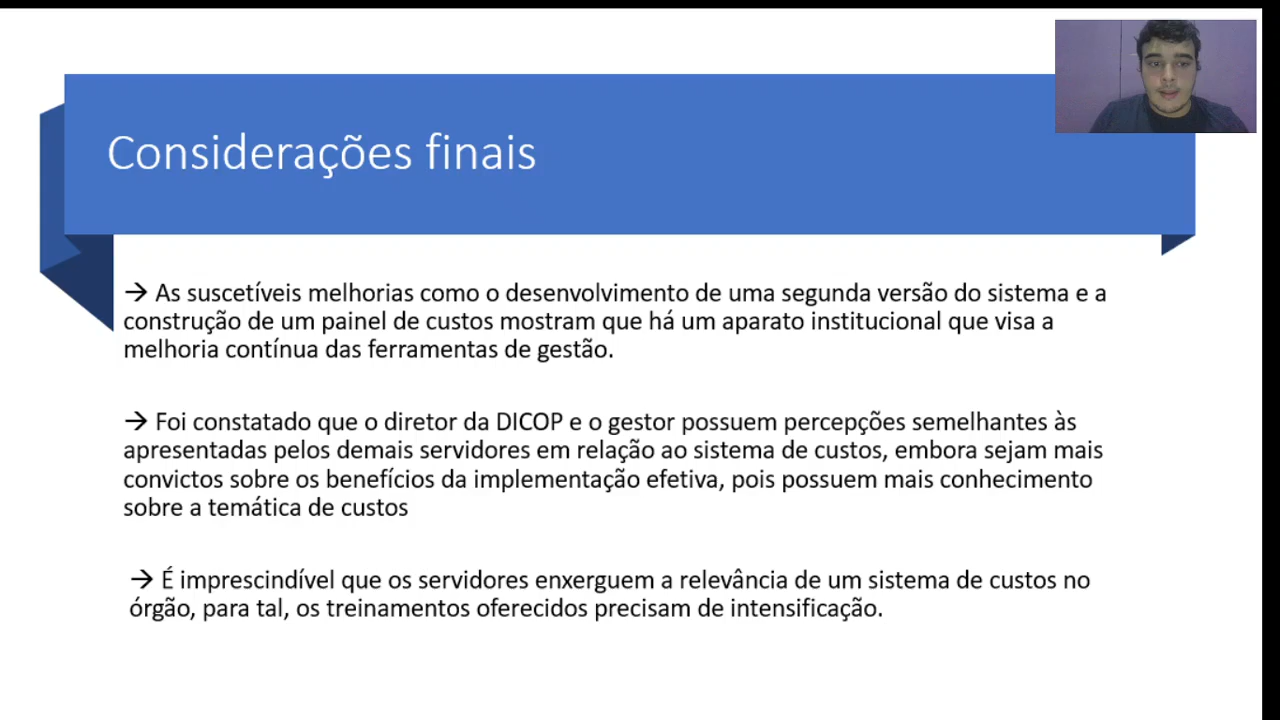 Considerações finais
→ As suscetíveis melhorias como o desenvolvimento de uma segunda versão do sistema e a
construção de um painel de custos mostram que há um aparato institucional que visa a
melhoria contínua das ferramentas de gestão.
→ Foi constatado que o diretor da DICOP e o gestor possuem percepções semelhantes às
apresentadas pelos demais servidores em relação ao sistema de custos, embora sejam mais
convictos sobre os benefícios da implementação efetiva, pois possuem mais conhecimento
sobre a temática de custos
→ É imprescindível que os servidores enxerguem a relevância de um sistema de custos no
órgão, para tal, os treinamentos oferecidos precisam de intensificação.